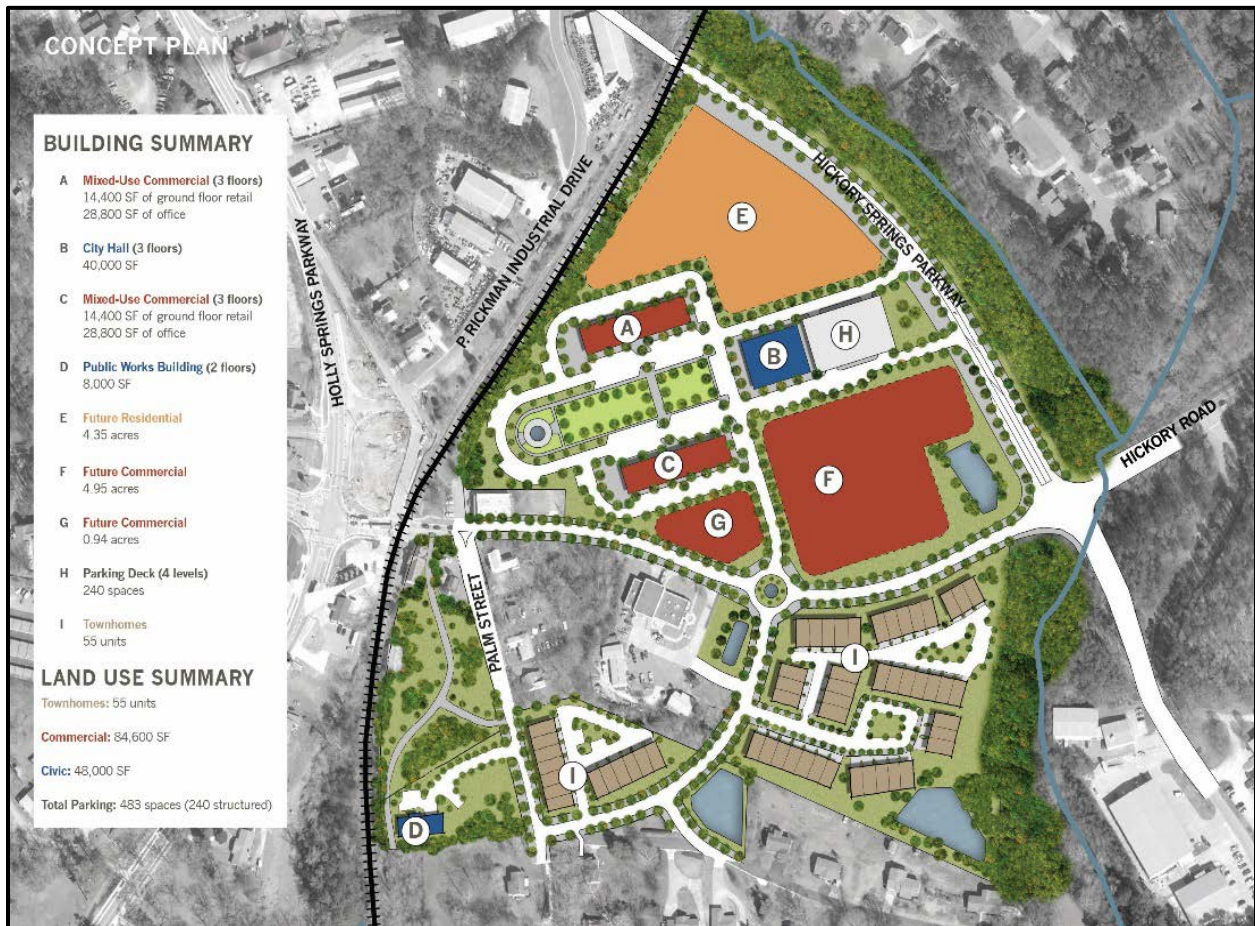 CONCEPT PLAN
BUILDING SUMMARY
A Mixed-Use Commercial (3 floors)
14,400 SF of ground floor retail
28,800 SF of office
B City Hall (3 floors)
40,000 SF
C Mixed-Use Commercial (3 floors)
14,400 SF of ground floor retail
28,800 SF of office
D Public Works Building (2 floors)
8,000 SF
E Future Residential
4.35 acres
F Future Commercial
4.95 acres
G Future Commercial
0.94 acres
H Parking Deck (4 levels)
240 spaces
I Townhomes
55 units
LAND USE SUMMARY
Townhomes: 55 units
Commercial: 84,600 SF
Civic: 48,000 SF
Total Parking: 483 spaces (240 structured)
HOLLY SPRINGS PARKWAY
P. RICKMAN INDUSTRIAL DRIVE
HICKORY SPRINGS PARKWAY
HICKORY ROAD
PALM STREET
E
A
H
B
C
F
G
I
I
D